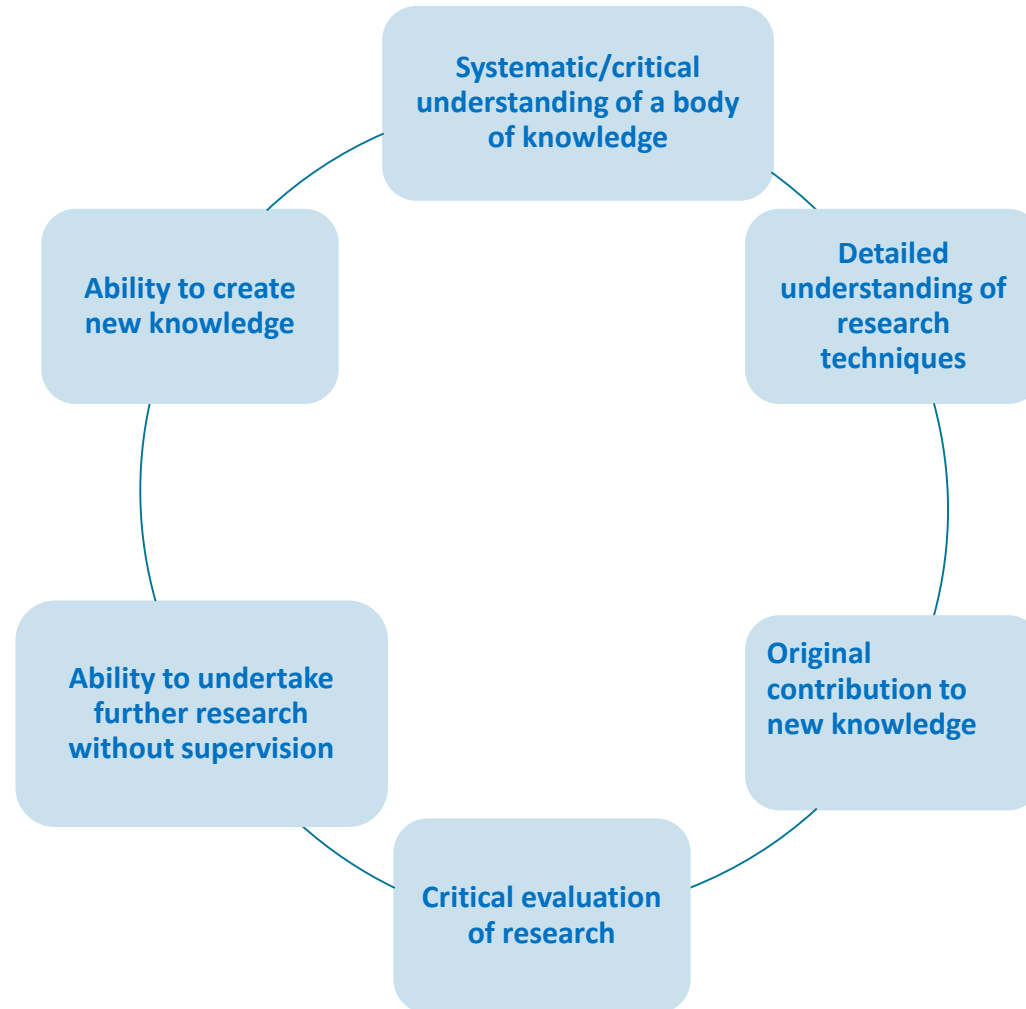 Systematic/critical
understanding of a body
of knowledge
Detailed
understanding of
research
techniques
Original
contribution to
new knowledge
Critical evaluation
of research
Ability to undertake
further research
without supervision
Ability to create
new knowledge